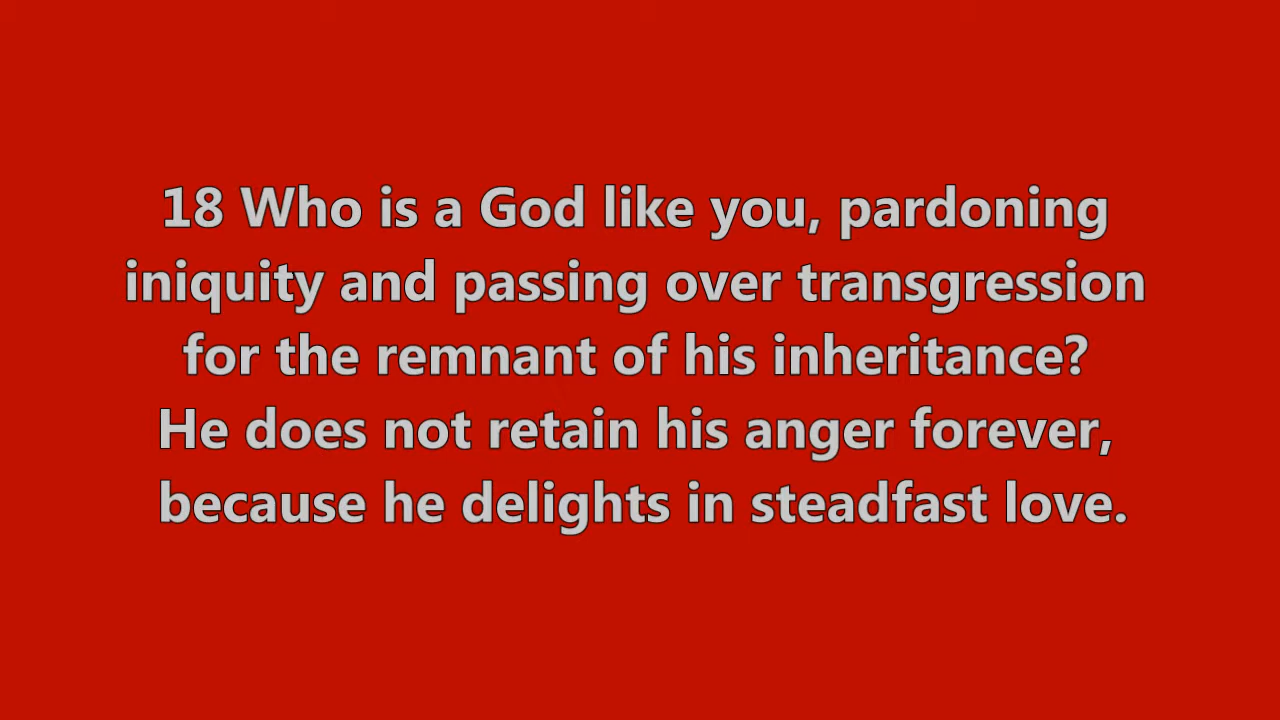 18 Who is a God like you, pardoning
iniquity and passing over transgression
for the remnant of his inheritance?
He does not retain his anger forever,
because he delights in steadfast love.